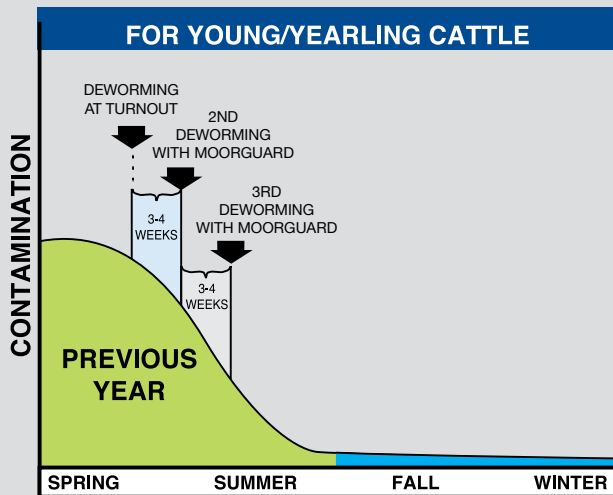 FOR YOUNG/YEARLING CATTLE
DEWORMING
AT TURNOUT
2ND
DEWORMING
WITH MOORGUARD
3RD
DEWORMING
WITH MOORGUARD
3-4
WEEKS
3-4
WEEKS
CONTAMINATION
PREVIOUS
YEAR
SPRING SUMMER FALL WINTER